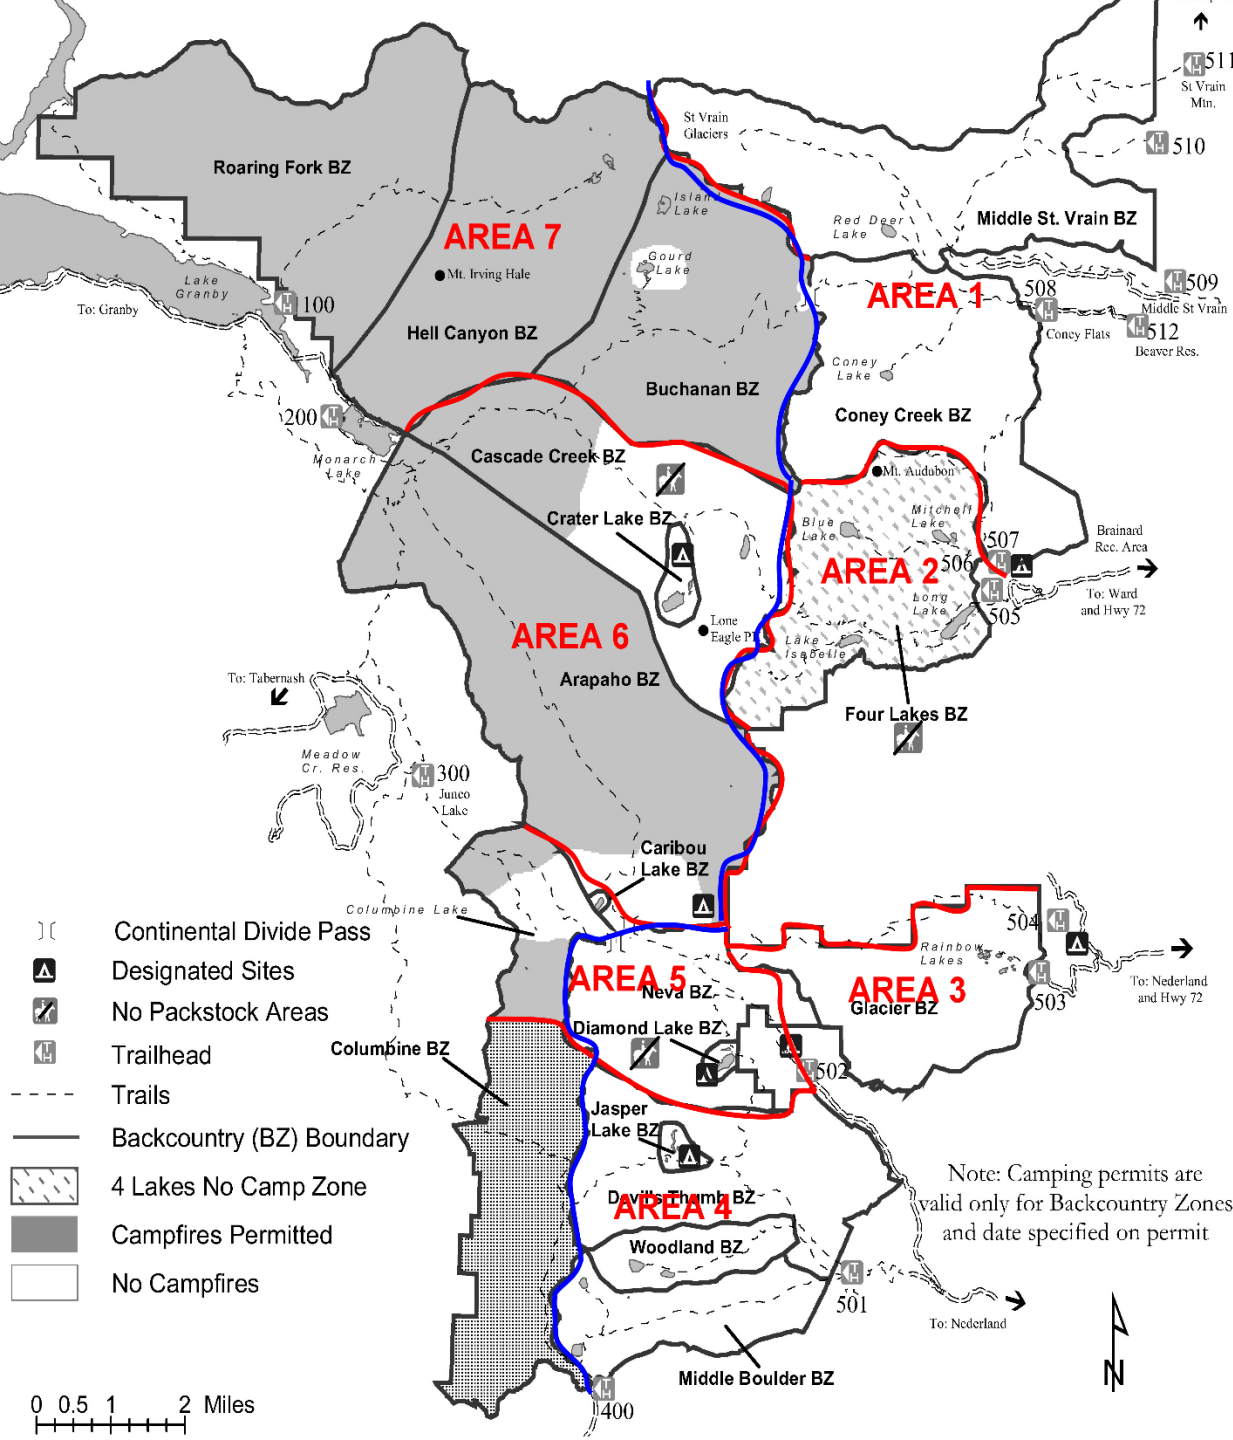 511
St Vrain
Mtn.
St Vrain
Glaciers
510
Roaring Fork BZ
Island
Lake
Red Deer
Lake
Middle St. Vrain BZ
AREA 7
Gourd
Lake
Mt. Irving Hale
Lake
Granby
To: Granby
100
AREA 1
508
509
Middle St Vrain
Coney Flats
512
Beaver Res.
Hell Canyon BZ
Coney
Lake
Buchanan BZ
Coney Creek BZ
200
Monarch
Lake
Cascade Creek BZ
Mt. Audubon
Crater Lake BZ
Blue
Lake
Mitchell
Lake
507
506
Brainard
Rec. Area
AREA 2
To: Ward
and Hwy 72
Long
Lake
505
Lone
Eagle Pk
Lake
Isabelle
AREA 6
Arapaho BZ
To: Tabernash
Four Lakes BZ
Meadow
Cr. Res.
300
Junco
Lake
Caribou
Lake BZ
Columbine Lake
504
Rainbow
Lakes
To: Nederland
and Hwy 72
AREA 5
Neva BZ
AREA 3
Glacier BZ
503
Diamond Lake BZ
Columbine BZ
502
Jasper
Lake BZ
Devils Thumb BZ
AREA 4
Woodland BZ
501
To: Nederland
Middle Boulder BZ
400
Continental Divide Pass
Designated Sites
No Packstock Areas
Trailhead
Trails
Backcountry (BZ) Boundary
4 Lakes No Camp Zone
Campfires Permitted
No Campfires
Note: Camping permits are
valid only for Backcountry Zones
and date specified on permit
N
0 0.5 1 2 Miles